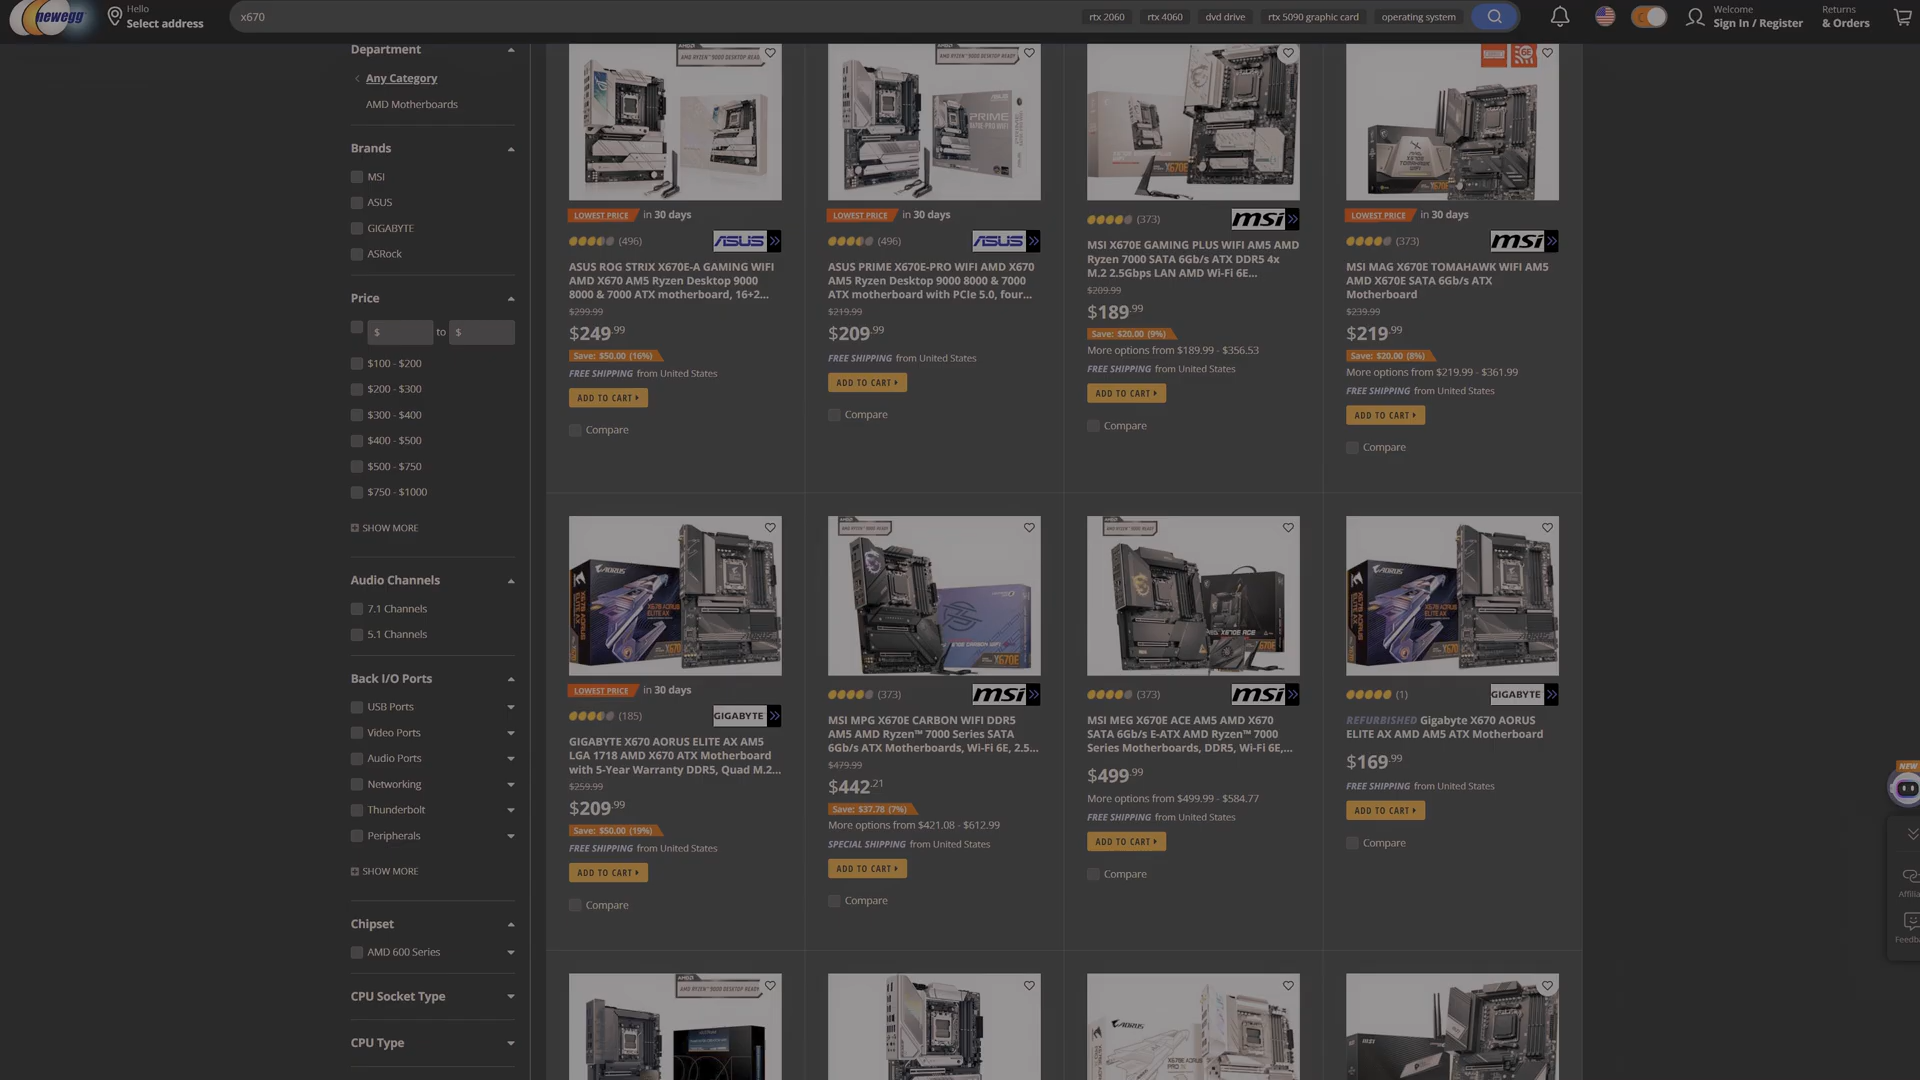 newegg
Hello
Select address
x670
rtx 2060
rtx 4060
dvd drive
rtx 5090 graphic card
operating system
Welcome
Sign In / Register
Returns
& Orders
Department
Any Category
AMD Motherboards
Brands
MSI
ASUS
GIGABYTE
ASRock
Price
$ to $
$100 - $200
$200 - $300
$300 - $400
$400 - $500
$500 - $750
$750 - $1000
SHOW MORE
Audio Channels
7.1 Channels
5.1 Channels
Back I/O Ports
USB Ports
Video Ports
Audio Ports
Networking
Thunderbolt
Peripherals
SHOW MORE
Chipset
AMD 600 Series
CPU Socket Type
CPU Type
LOWEST PRICE in 30 days
(496) ASUS
ASUS ROG STRIX X670E-A GAMING WIFI
AMD X670 AM5 Ryzen Desktop 9000
8000 & 7000 ATX motherboard, 16+2...
$299.99
$249.99
Save: $50.00 (16%)
FREE SHIPPING from United States
ADD TO CART
Compare
LOWEST PRICE in 30 days
(496) ASUS
ASUS PRIME X670E-PRO WIFI AMD X670
AM5 Ryzen Desktop 9000 8000 & 7000
ATX motherboard with PCIe 5.0, four...
$219.99
$209.99
FREE SHIPPING from United States
ADD TO CART
Compare
(373) msi
MSI X670E GAMING PLUS WIFI AM5 AMD
Ryzen 7000 SATA 6Gb/s ATX DDR5 4x
M.2 2.5Gbps LAN AMD Wi-Fi 6E...
$209.99
$189.99
Save: $20.00 (9%)
More options from $189.99 - $356.53
FREE SHIPPING from United States
ADD TO CART
Compare
LOWEST PRICE in 30 days
(373) msi
MSI MAG X670E TOMAHAWK WIFI AM5
AMD X670E SATA 6Gb/s ATX
Motherboard
$239.99
$219.99
Save: $20.00 (8%)
More options from $219.99 - $361.99
FREE SHIPPING from United States
ADD TO CART
Compare
LOWEST PRICE in 30 days
(185) GIGABYTE
GIGABYTE X670 AORUS ELITE AX AM5
LGA 1718 AMD X670 ATX Motherboard
with 5-Year Warranty DDR5, Quad M.2...
$259.99
$209.99
Save: $50.00 (19%)
FREE SHIPPING from United States
ADD TO CART
Compare
(373) msi
MSI MPG X670E CARBON WIFI DDR5
AM5 AMD Ryzen™ 7000 Series SATA
6Gb/s ATX Motherboards, Wi-Fi 6E, 2.5...
$479.99
$442.21
Save: $37.78 (7%)
More options from $421.08 - $612.99
SPECIAL SHIPPING from United States
ADD TO CART
Compare
(373) msi
MSI MEG X670E ACE AM5 AMD X670
SATA 6Gb/s E-ATX AMD Ryzen™ 7000
Series Motherboards, DDR5, Wi-Fi 6E,...
$499.99
More options from $499.99 - $584.77
FREE SHIPPING from United States
ADD TO CART
Compare
(1) GIGABYTE
REFURBISHED Gigabyte X670 AORUS
ELITE AX AMD AM5 ATX Motherboard
$169.99
FREE SHIPPING from United States
ADD TO CART
Compare
NEW